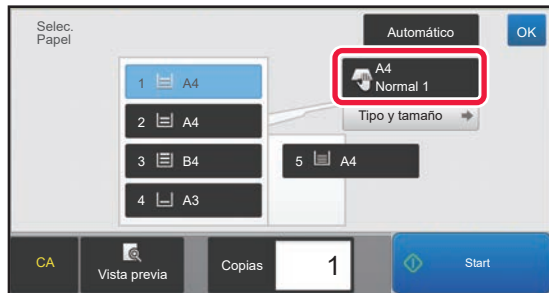 Selec.
Papel
Automático
OK
1 A4
A4
Normal 1
2 A4
Tipo y tamaño
3 B4
5 A4
4 A3
CA
Vista previa
Copias
1
Start